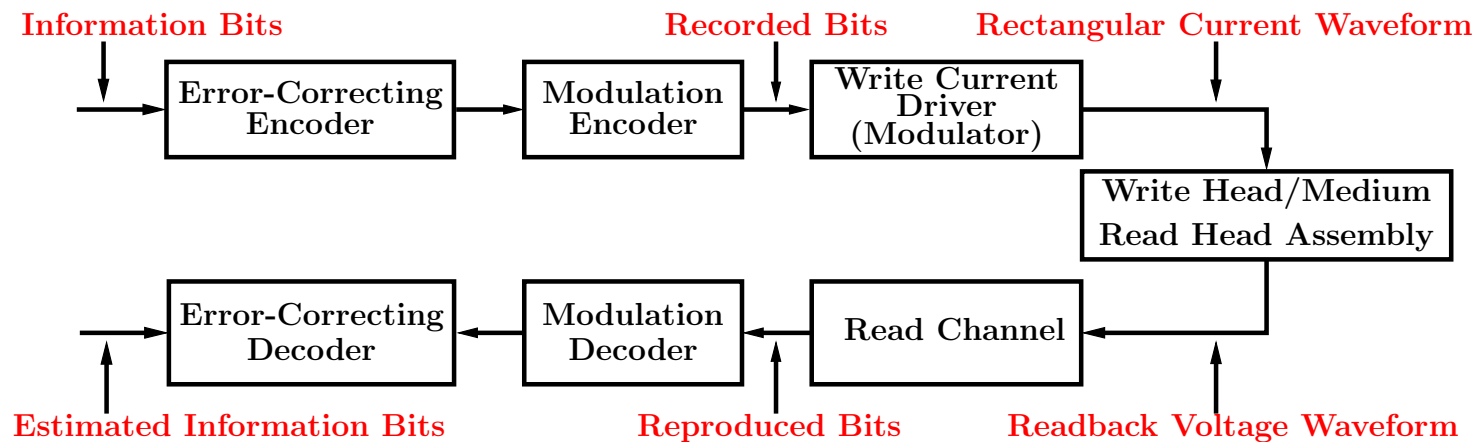 Information Bits
Recorded Bits
Rectangular Current Waveform
Error-Correcting
Encoder
Modulation
Encoder
Write Current
Driver
(Modulator)
Write Head/Medium
Read Head Assembly
Error-Correcting
Decoder
Modulation
Decoder
Read Channel
Estimated Information Bits
Reproduced Bits
Readback Voltage Waveform